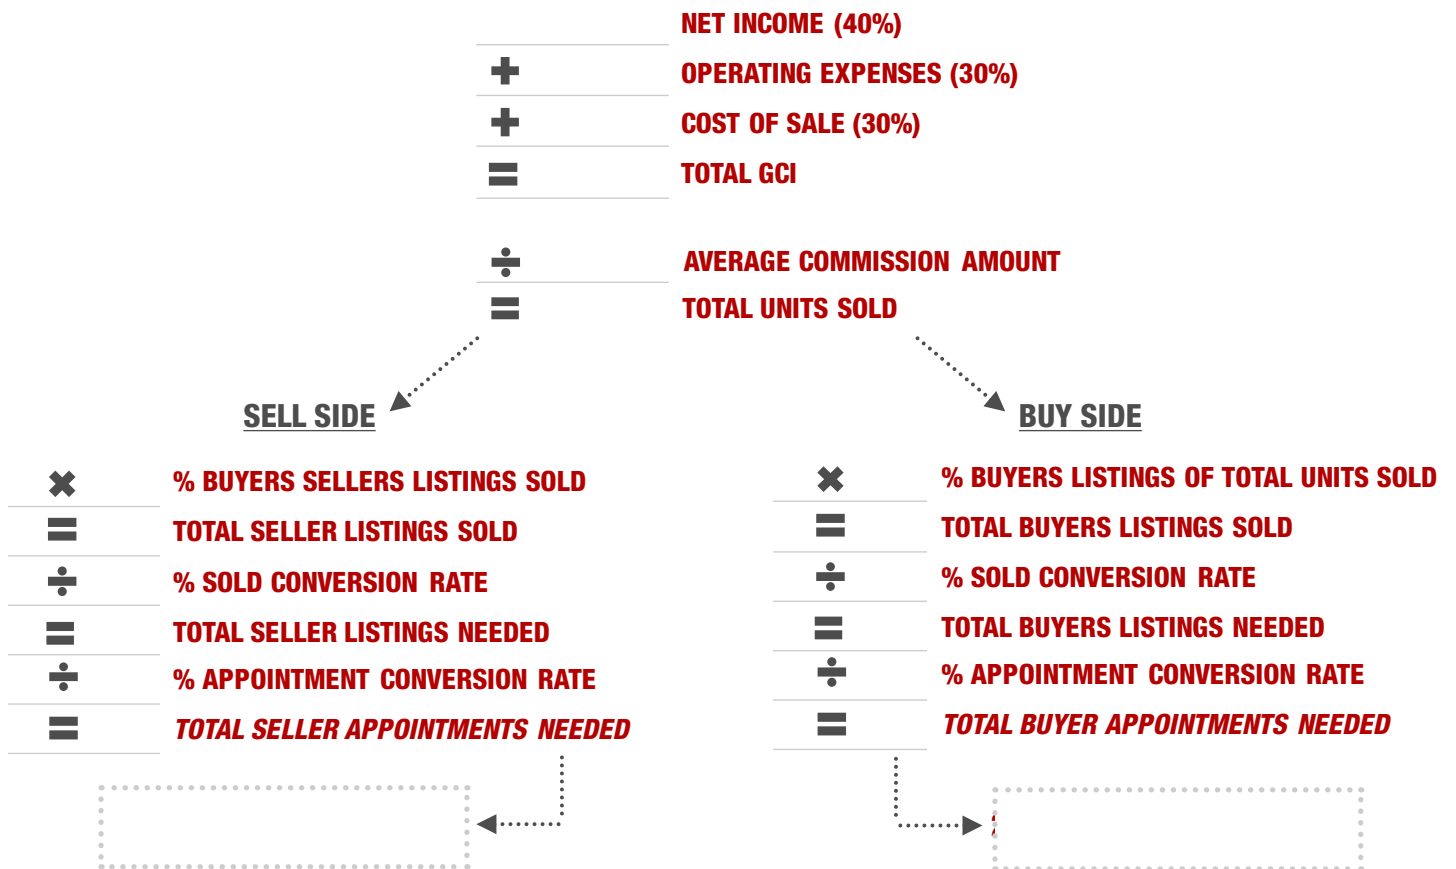 NET INCOME (40%)
+ OPERATING EXPENSES (30%)
+ COST OF SALE (30%)
= TOTAL GCI
÷ AVERAGE COMMISSION AMOUNT
= TOTAL UNITS SOLD
SELL SIDE
× % BUYERS SELLERS LISTINGS SOLD
= TOTAL SELLER LISTINGS SOLD
÷ % SOLD CONVERSION RATE
= TOTAL SELLER LISTINGS NEEDED
÷ % APPOINTMENT CONVERSION RATE
= TOTAL SELLER APPOINTMENTS NEEDED
BUY SIDE
× % BUYERS LISTINGS OF TOTAL UNITS SOLD
= TOTAL BUYERS LISTINGS SOLD
÷ % SOLD CONVERSION RATE
= TOTAL BUYERS LISTINGS NEEDED
÷ % APPOINTMENT CONVERSION RATE
= TOTAL BUYER APPOINTMENTS NEEDED